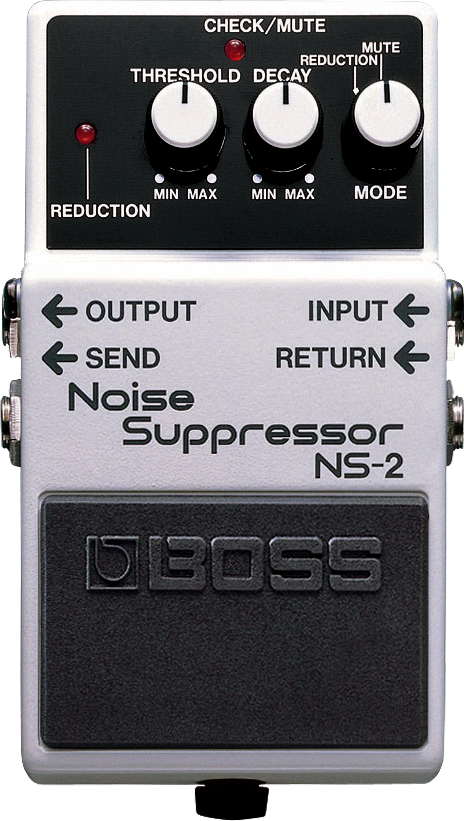 CHECK/MUTE
THRESHOLD DECAY
MUTE
REDUCTION
MIN MAX MIN MAX
MODE
REDUCTION
OUTPUT INPUT
SEND RETURN
Noise
Suppressor
NS-2
BOSS